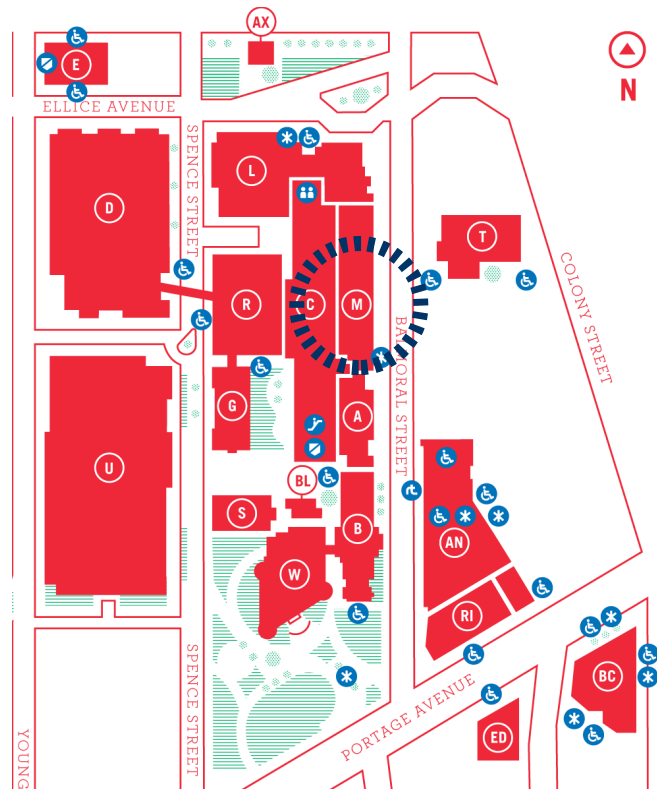 AX
E
N
ELLICE AVENUE
SPENCE STREET
L
D
T
COLONY STREET
R
C
M
BALMORAL STREET
G
A
U
BL
S
B
AN
W
RI
SPENCE STREET
BC
PORTAGE AVENUE
ED
YOUNG